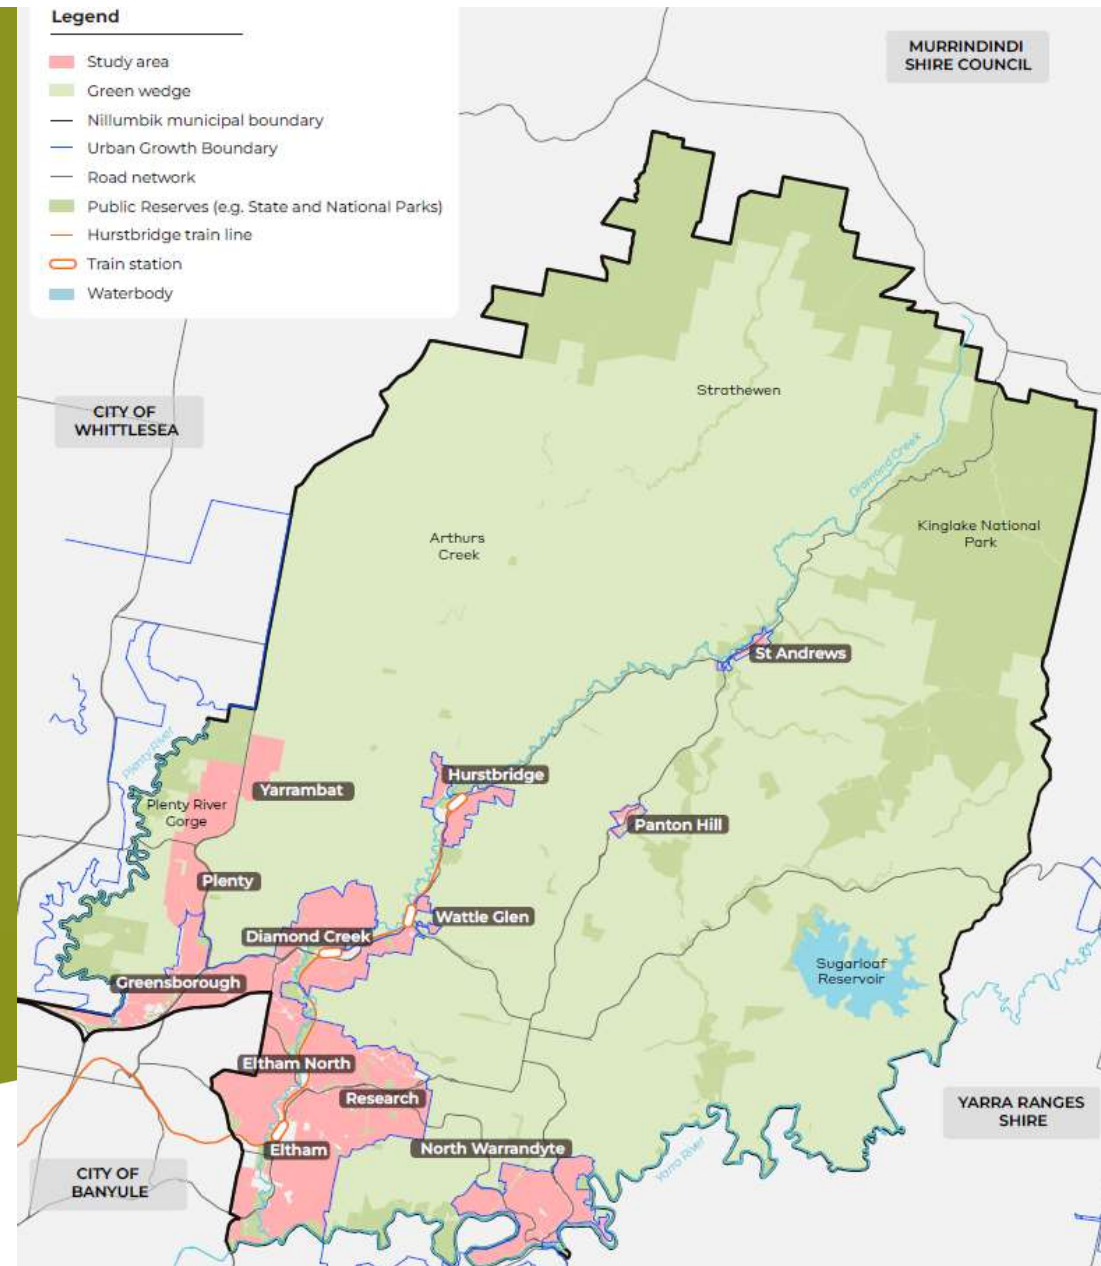 Legend
Study area
Green wedge
Nillumbik municipal boundary
Urban Growth Boundary
Road network
Public Reserves (e.g. State and National Parks)
Hurstbridge train line
Train station
Waterbody
MURRINDINDI
SHIRE COUNCIL
CITY OF
WHITTLESEA
Strathewen
Diamond Creek
Kinglake National
Park
Arthurs
Creek
St Andrews
Plenty River
Hurstbridge
Yarrambat
Plenty River
Gorge
Panton Hill
Plenty
Wattle Glen
Diamond Creek
Sugarloaf
Reservoir
Greensborough
Eltham North
Research
YARRA RANGES
SHIRE
Eltham
North Warrandyte
Yarra River
CITY OF
BANYULE